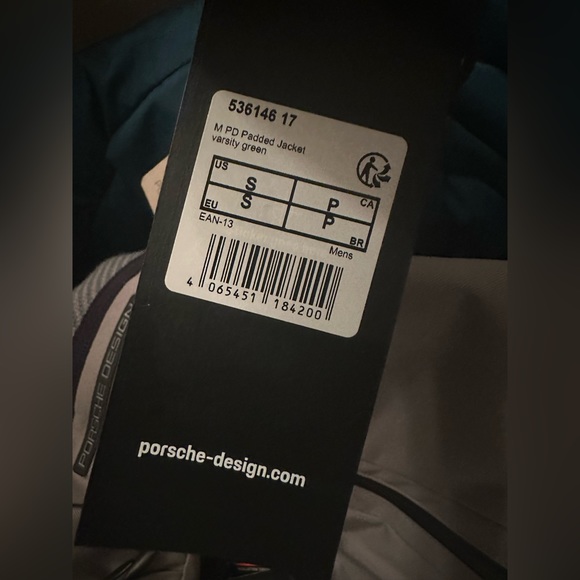 536146 17
M PD Padded Jacket
varsity green
US S P CA
EU S P BR
EAN-13 Mens
4 065451 184200
PORSCHE DESIGN
porsche-design.com